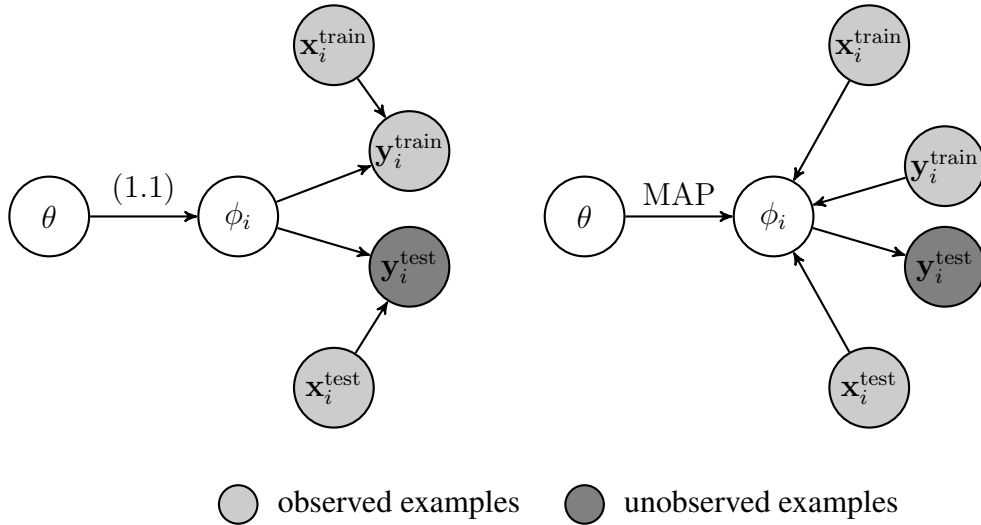 x_i^train
y_i^train
θ (1.1) ϕ_i
y_i^test
x_i^test
x_i^train
y_i^train
θ MAP ϕ_i
y_i^test
x_i^test
observed examples
unobserved examples